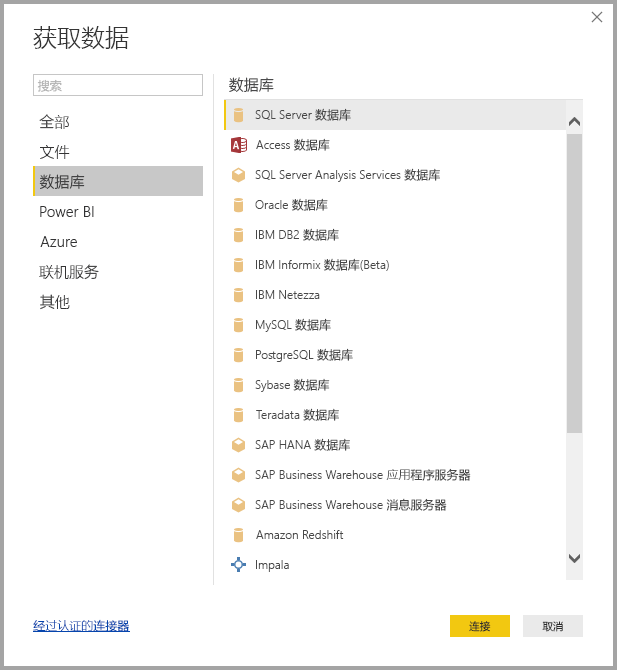 获取数据
搜索
全部
文件
数据库
Power BI
Azure
联机服务
其他
数据库
SQL Server 数据库
Access 数据库
SQL Server Analysis Services 数据库
Oracle 数据库
IBM DB2 数据库
IBM Informix 数据库(Beta)
IBM Netezza
MySQL 数据库
PostgreSQL 数据库
Sybase 数据库
Teradata 数据库
SAP HANA 数据库
SAP Business Warehouse 应用程序服务器
SAP Business Warehouse 消息服务器
Amazon Redshift
Impala
经过认证的连接器
连接
取消